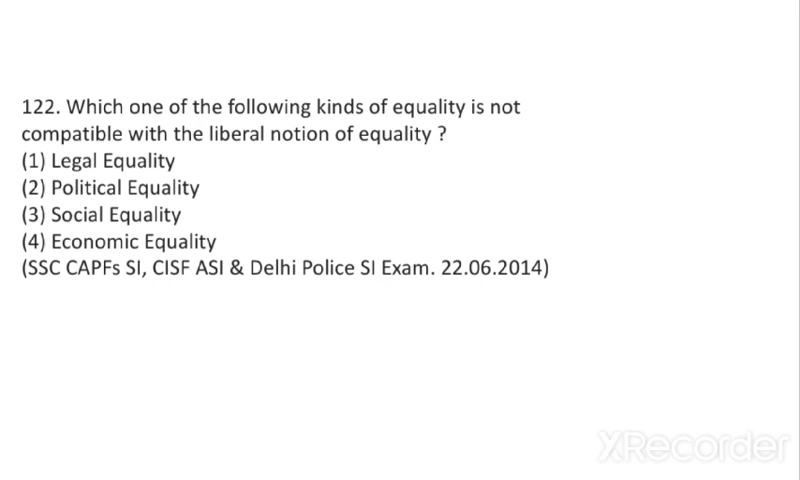 122. Which one of the following kinds of equality is not
compatible with the liberal notion of equality ?
(1) Legal Equality
(2) Political Equality
(3) Social Equality
(4) Economic Equality
(SSC CAPFs SI, CISF ASI & Delhi Police SI Exam. 22.06.2014)
XRecorder